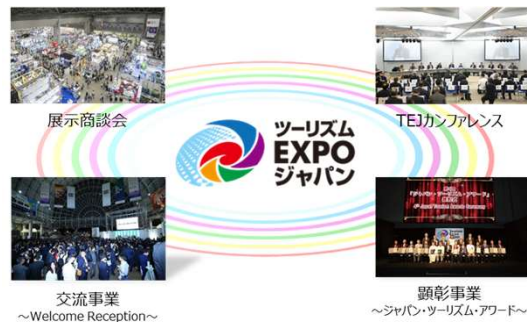 展示商談会
TEJカンファレンス
ツーリズム
EXPO
ジャパン
交流事業
~Welcome Reception~
顕彰事業
~ジャパン・ツーリズム・アワード~